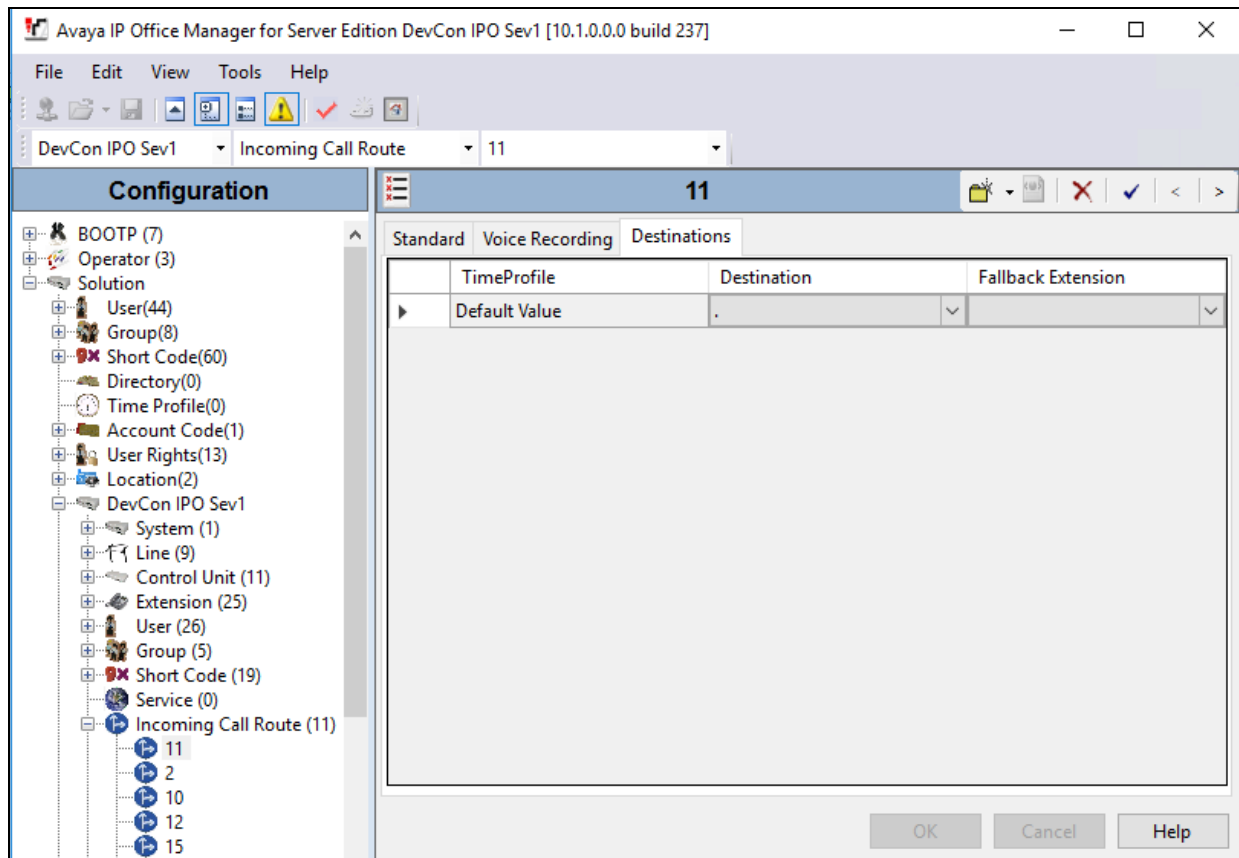 Avaya IP Office Manager for Server Edition DevCon IPO Sev1 [10.1.0.0.0 build 237]
File Edit View Tools Help
DevCon IPO Sev1 Incoming Call Route 11
Configuration
BOOTP (7)
Operator (3)
Solution
User(44)
Group(8)
Short Code(60)
Directory(0)
Time Profile(0)
Account Code(1)
User Rights(13)
Location(2)
DevCon IPO Sev1
System (1)
Line (9)
Control Unit (11)
Extension (25)
User (26)
Group (5)
Short Code (19)
Service (0)
Incoming Call Route (11)
11
2
10
12
15
11
Standard Voice Recording Destinations
TimeProfile Destination Fallback Extension
Default Value .
OK Cancel Help